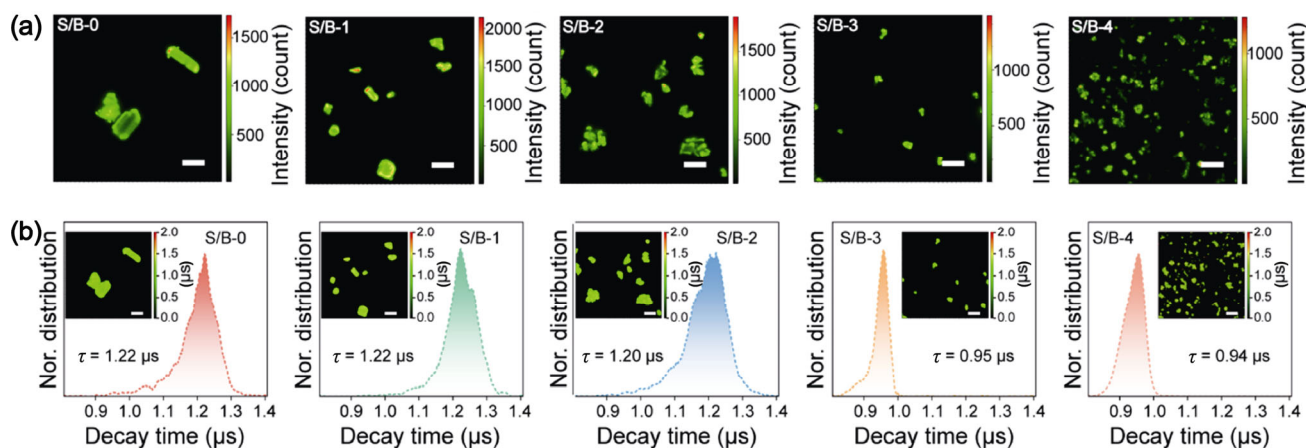 (a)
S/B-0
1500
1000
500
Intensity (count)
S/B-1
2000
1500
1000
500
Intensity (count)
S/B-2
1500
1000
500
Intensity (count)
S/B-3
1000
500
Intensity (count)
S/B-4
1000
500
Intensity (count)
(b)
Nor. distribution
S/B-0
2.0
1.5
1.0
0.5
0.0
(µs)
τ = 1.22 µs
0.9 1.0 1.1 1.2 1.3 1.4
Decay time (µs)
Nor. distribution
S/B-1
2.0
1.5
1.0
0.5
0.0
(µs)
τ = 1.22 µs
0.9 1.0 1.1 1.2 1.3 1.4
Decay time (µs)
Nor. distribution
S/B-2
2.0
1.5
1.0
0.5
0.0
(µs)
τ = 1.20 µs
0.9 1.0 1.1 1.2 1.3 1.4
Decay time (µs)
Nor. distribution
S/B-3
2.0
1.5
1.0
0.5
0.0
(µs)
τ = 0.95 µs
0.9 1.0 1.1 1.2 1.3 1.4
Decay time (µs)
Nor. distribution
S/B-4
2.0
1.5
1.0
0.5
0.0
(µs)
τ = 0.94 µs
0.9 1.0 1.1 1.2 1.3 1.4
Decay time (µs)